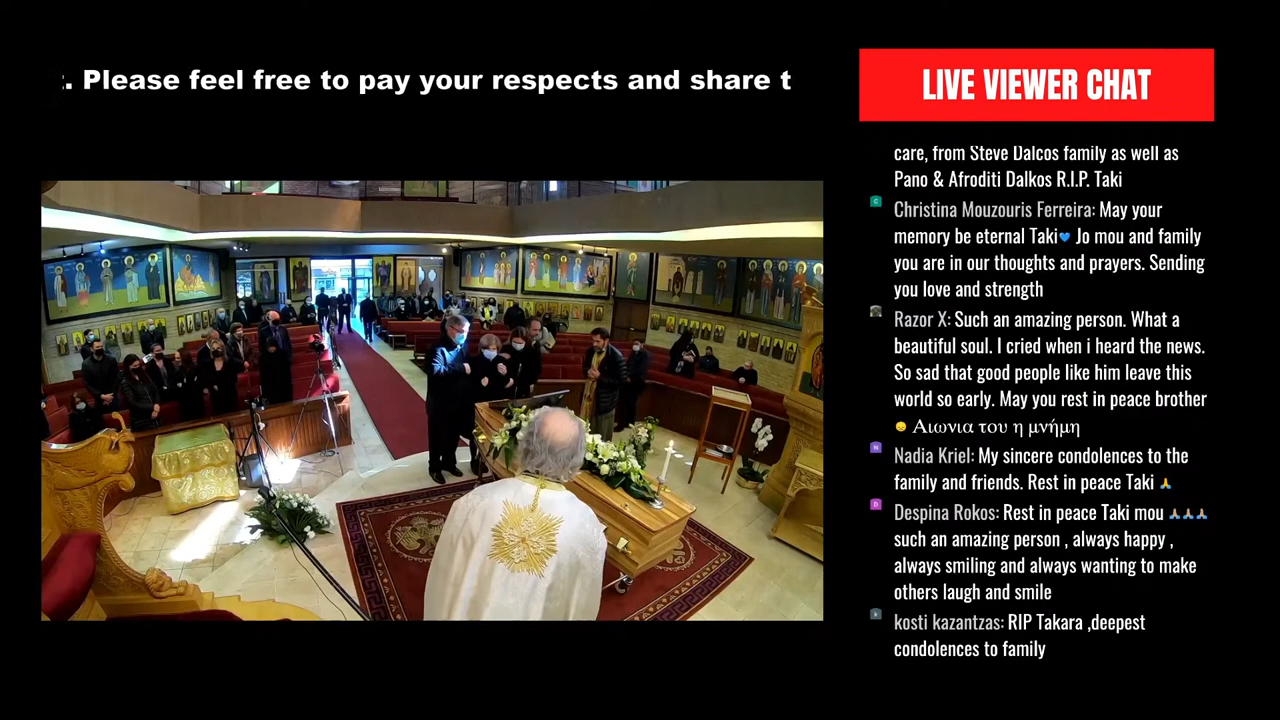 . Please feel free to pay your respects and share t
LIVE VIEWER CHAT
care, from Steve Dalcos family as well as
Pano & Afroditi Dalkos R.I.P. Taki
Christina Mouzouris Ferreira: May your
memory be eternal Taki💙 Jo mou and family
you are in our thoughts and prayers. Sending
you love and strength
Razor X: Such an amazing person. What a
beautiful soul. I cried when i heard the news.
So sad that good people like him leave this
world so early. May you rest in peace brother
😞 Αιωνια του η μνήμη
Nadia Kriel: My sincere condolences to the
family and friends. Rest in peace Taki 🙏
Despina Rokos: Rest in peace Taki mou 🙏🙏🙏
such an amazing person , always happy ,
always smiling and always wanting to make
others laugh and smile
kosti kazantzas: RIP Takara ,deepest
condolences to family